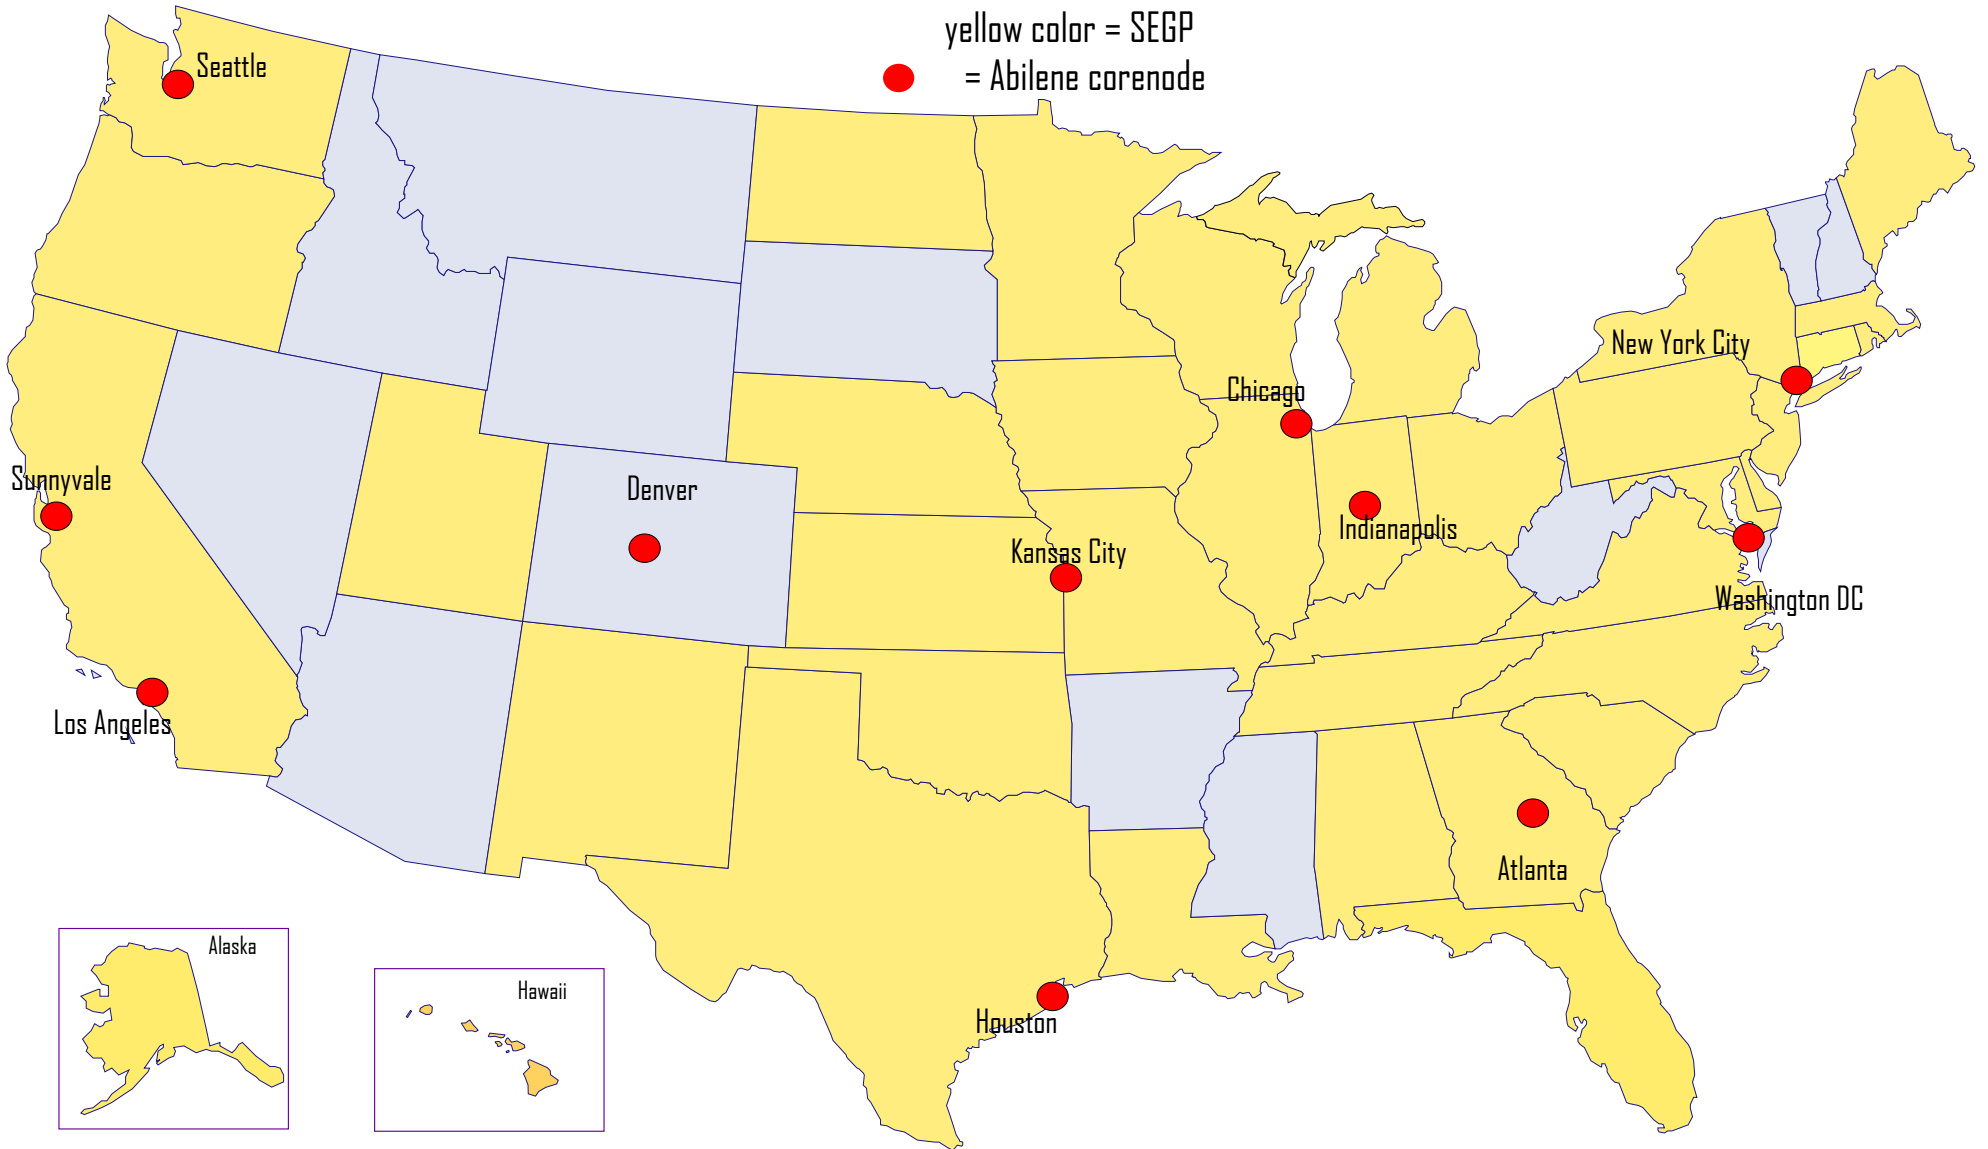 yellow color = SEGP
= Abilene corenode
Seattle
New York City
Chicago
Sunnyvale
Denver
Indianapolis
Kansas City
Washington DC
Los Angeles
Atlanta
Alaska
Hawaii
Houston